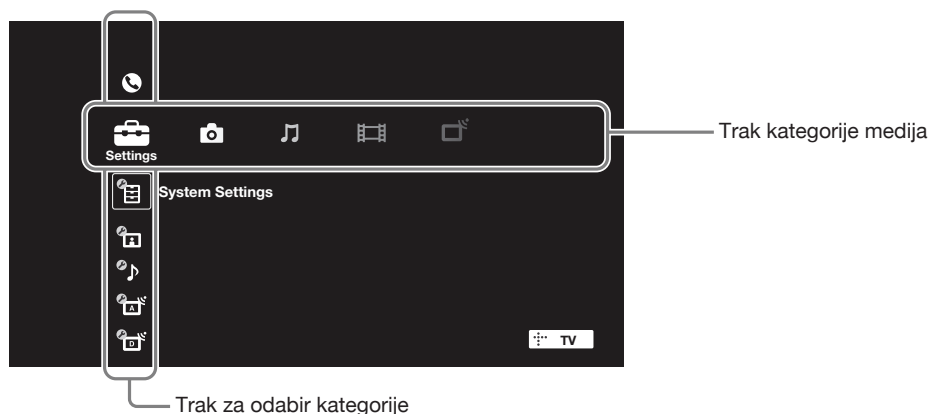 Trak kategorije medija
Settings
System Settings
A
D
TV
Trak za odabir kategorije